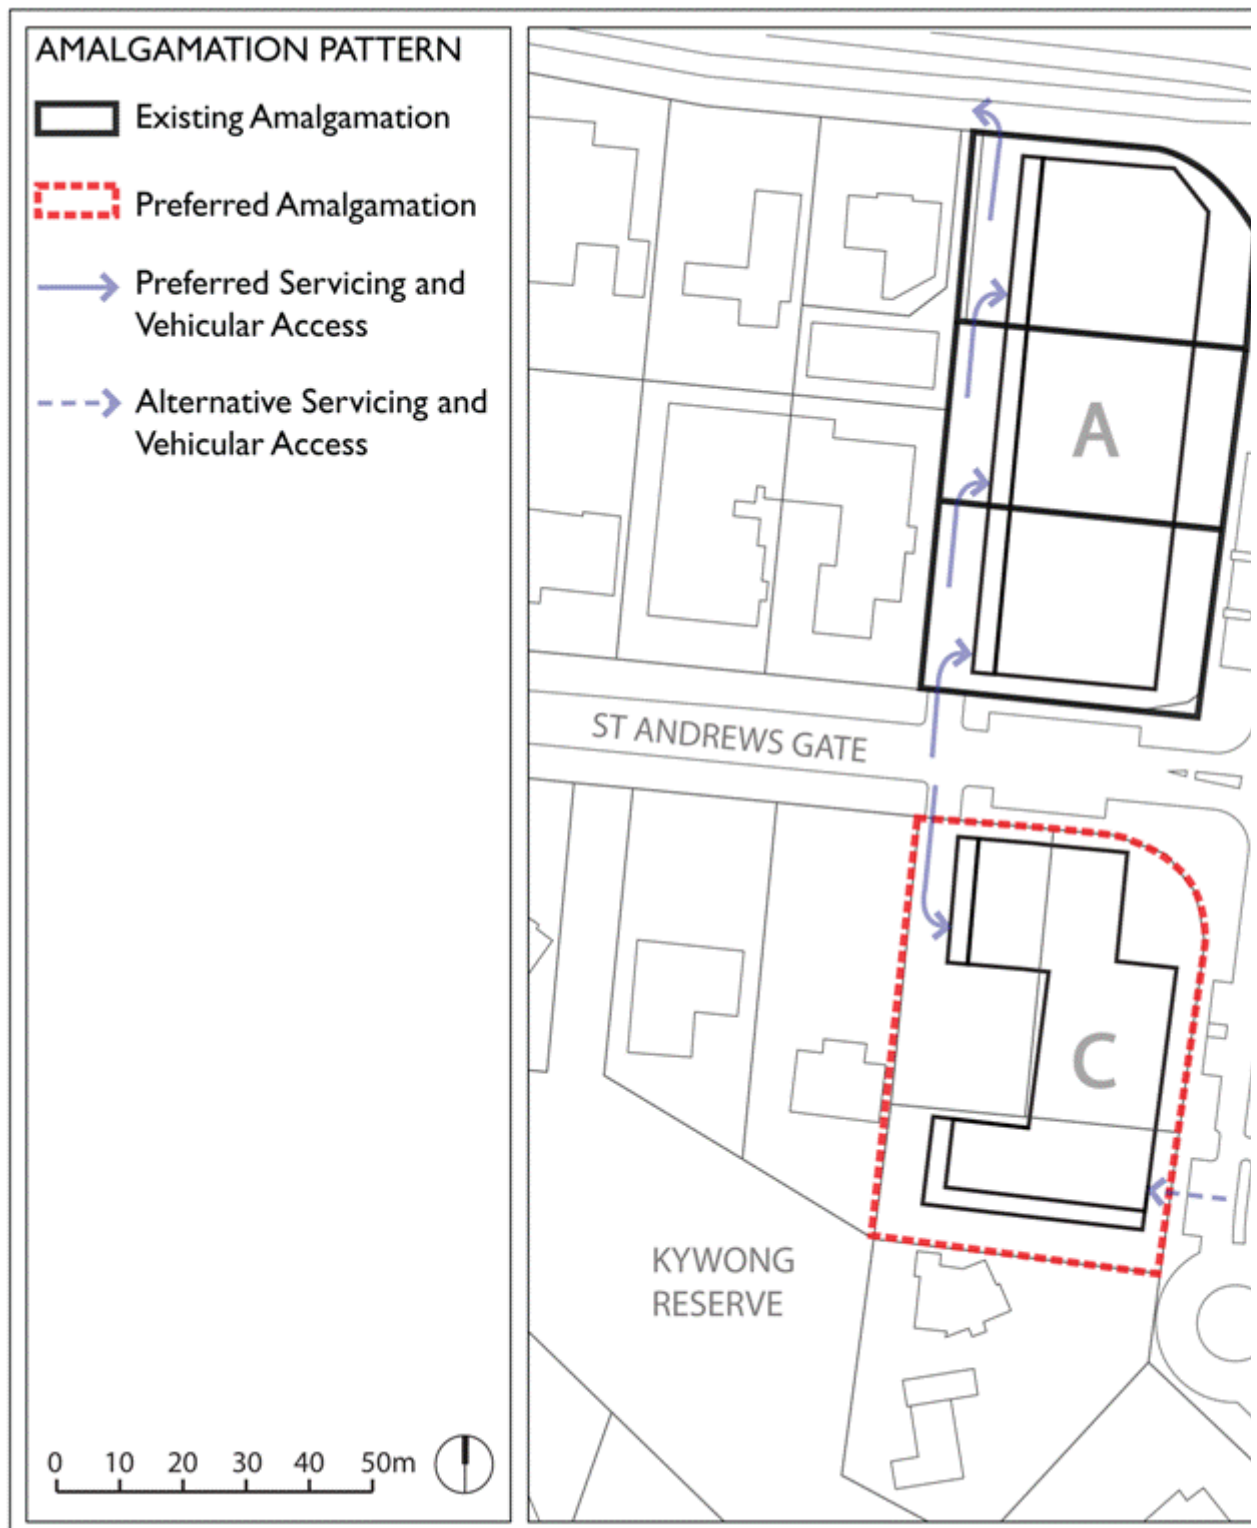 AMALGAMATION PATTERN
Existing Amalgamation
Preferred Amalgamation
Preferred Servicing and
Vehicular Access
Alternative Servicing and
Vehicular Access
0 10 20 30 40 50m
A
ST ANDREWS GATE
C
KYWONG
RESERVE